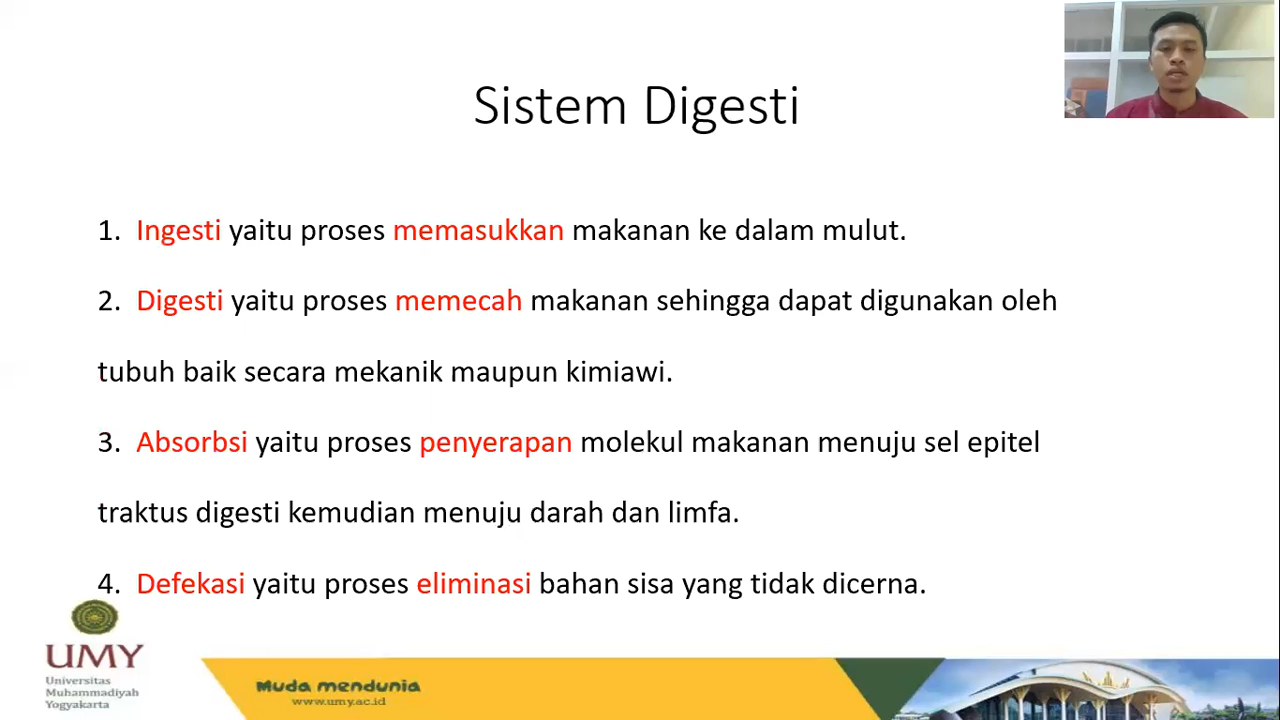 Sistem Digesti
1. Ingesti yaitu proses memasukkan makanan ke dalam mulut.
2. Digesti yaitu proses memecah makanan sehingga dapat digunakan oleh
tubuh baik secara mekanik maupun kimiawi.
3. Absorbsi yaitu proses penyerapan molekul makanan menuju sel epitel
traktus digesti kemudian menuju darah dan limfa.
4. Defekasi yaitu proses eliminasi bahan sisa yang tidak dicerna.
UMY
Universitas
Muhammadiyah
Yogyakarta
Muda mendunia
www.umy.ac.id